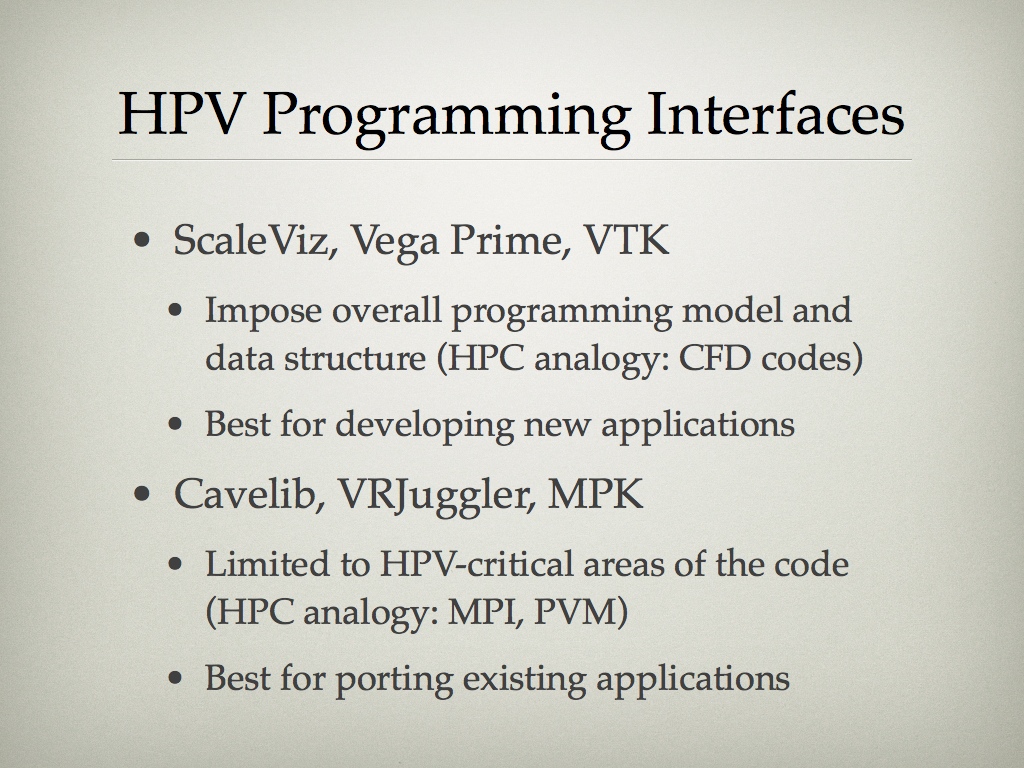 HPV Programming Interfaces
• ScaleViz, Vega Prime, VTK
• Impose overall programming model and
data structure (HPC analogy: CFD codes)
• Best for developing new applications
• Cavelib, VRJuggler, MPK
• Limited to HPV-critical areas of the code
(HPC analogy: MPI, PVM)
• Best for porting existing applications